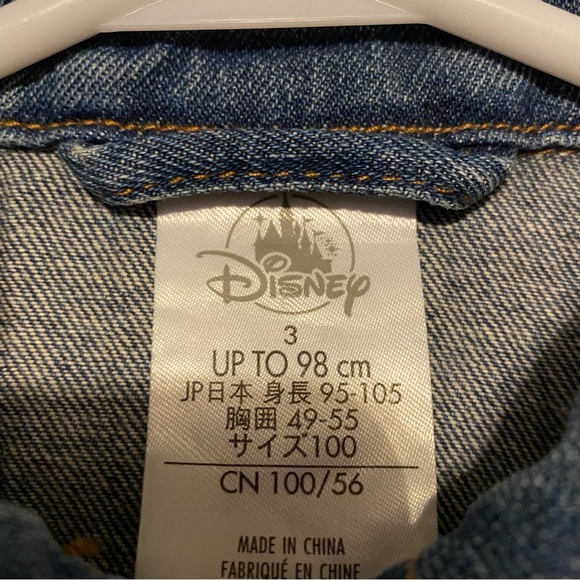 Disney
3
UP TO 98 cm
JP日本 身長 95-105
胸囲 49-55
サイズ100
CN 100/56
MADE IN CHINA
FABRIQUÉ EN CHINE